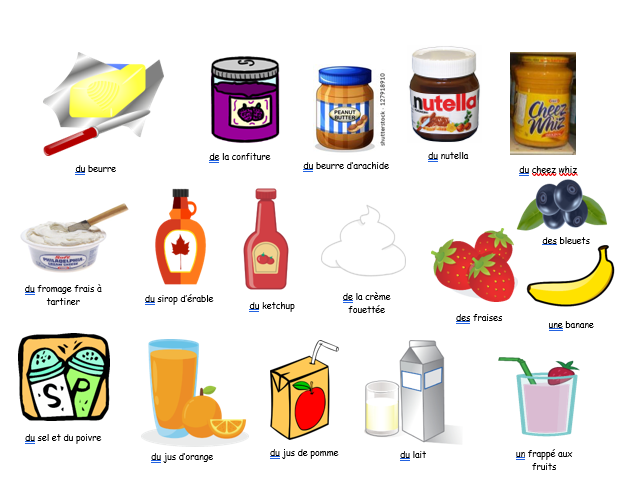 PEANUT
BUTTER
shutterstock · 127918910
nutella
Cheez
Whiz
du beurre
de la confiture
du beurre d'arachide
du nutella
du cheez whiz
PHILADELPHIA
CREAM CHEESE
des bleuets
du fromage frais à
tartiner
du sirop d'érable
du ketchup
de la crème
fouettée
des fraises
une banane
S P
du sel et du poivre
du jus d'orange
du jus de pomme
du lait
un frappé aux
fruits